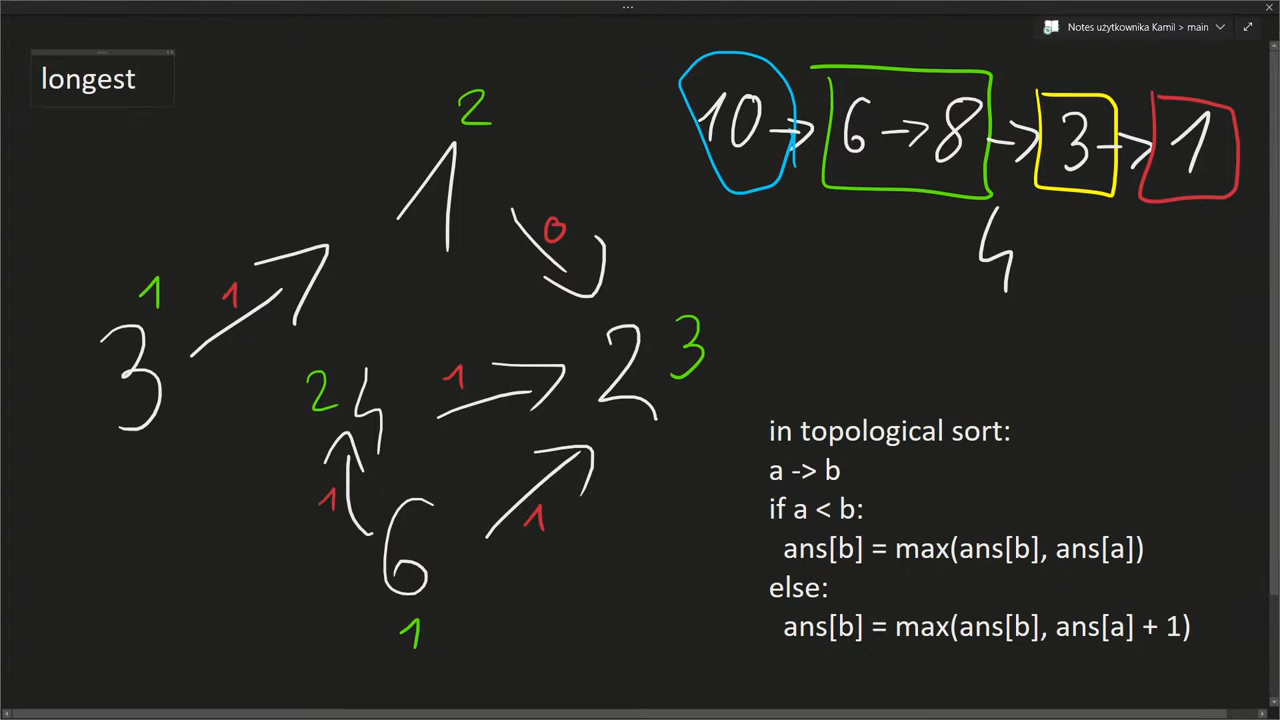 Notes użytkownika Kamil > main
longest
10 → 6 → 8 → 3 → 1
4
2
1
0
1
1
3
2
4
1
2
3
1
6
1
1
in topological sort:
a -> b
if a < b:
ans[b] = max(ans[b], ans[a])
else:
ans[b] = max(ans[b], ans[a] + 1)